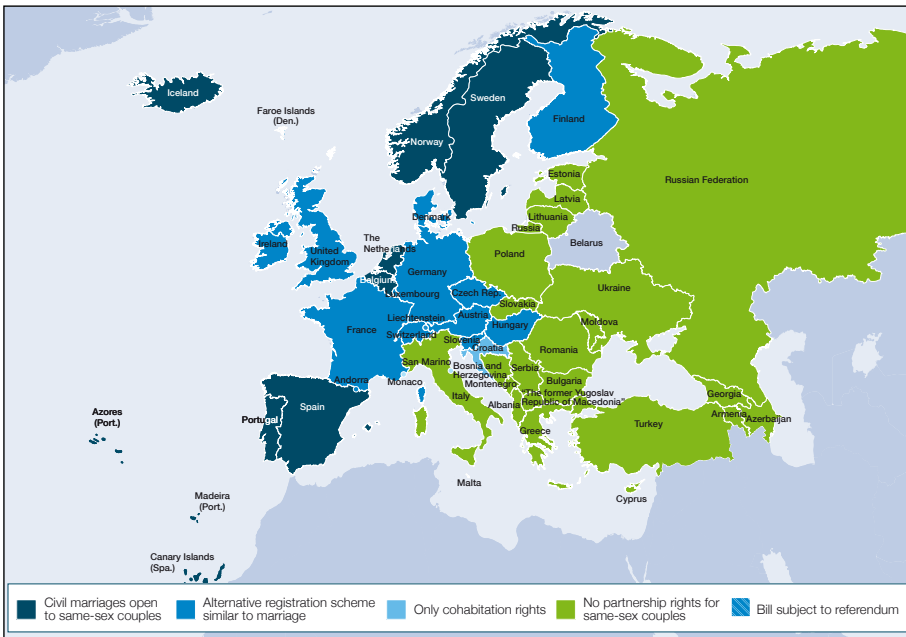 Iceland
Faroe Islands
(Den.)
Sweden
Norway
Finland
Russian Federation
Estonia
Latvia
Lithuania
Russia
Denmark
Belarus
The
Netherlands
Ireland
United
Kingdom
Poland
Germany
Belgium
Ukraine
Luxembourg
Czech Rep.
Slovakia
Liechtenstein
Austria
Moldova
France
Switzerland
Hungary
Slovenia
Croatia
Romania
San Marino
Bosnia and
Herzegovina
Serbia
Andorra
Monaco
Montenegro
Bulgaria
Italy
"The former Yugoslav
Republic of Macedonia"
Georgia
Albania
Armenia
Azerbaijan
Azores
(Port.)
Portugal
Spain
Greece
Turkey
Malta
Cyprus
Madeira
(Port.)
Canary Islands
(Spa.)
Civil marriages open
to same-sex couples
Alternative registration scheme
similar to marriage
Only cohabitation rights
No partnership rights for
same-sex couples
Bill subject to referendum